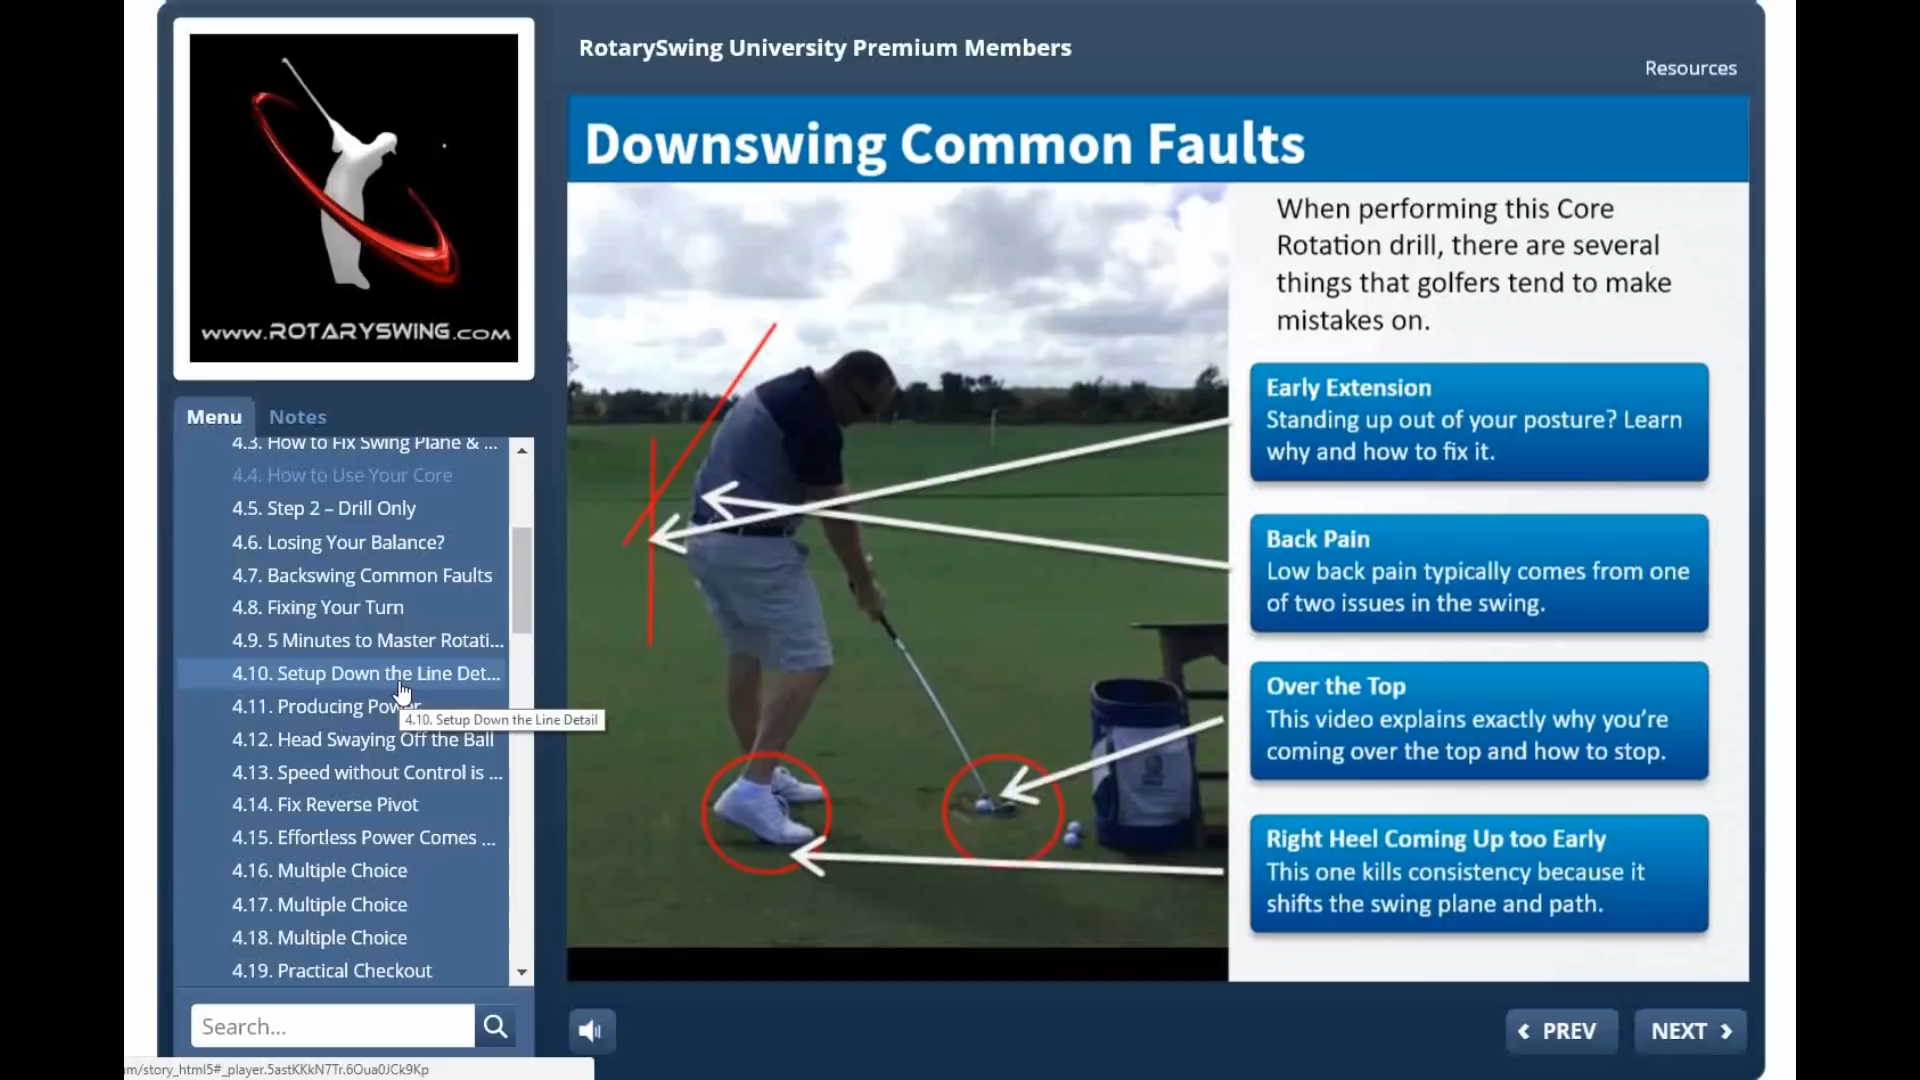 www.ROTARYSWING.COM
RotarySwing University Premium Members
Resources
Downswing Common Faults
When performing this Core
Rotation drill, there are several
things that golfers tend to make
mistakes on.
Early Extension
Standing up out of your posture? Learn
why and how to fix it.
Back Pain
Low back pain typically comes from one
of two issues in the swing.
Over the Top
This video explains exactly why you're
coming over the top and how to stop.
Right Heel Coming Up too Early
This one kills consistency because it
shifts the swing plane and path.
Menu
Notes
4.3. How to Fix Swing Plane & ...
4.4. How to Use Your Core
4.5. Step 2 – Drill Only
4.6. Losing Your Balance?
4.7. Backswing Common Faults
4.8. Fixing Your Turn
4.9. 5 Minutes to Master Rotati...
4.10. Setup Down the Line Det...
4.11. Producing Power
4.10. Setup Down the Line Detail
4.12. Head Swaying Off the Ball
4.13. Speed without Control is ...
4.14. Fix Reverse Pivot
4.15. Effortless Power Comes ...
4.16. Multiple Choice
4.17. Multiple Choice
4.18. Multiple Choice
4.19. Practical Checkout
Search...
PREV
NEXT
m/story_html5#_player.5astKKkN7Tr.6Oua0JCk9Kp